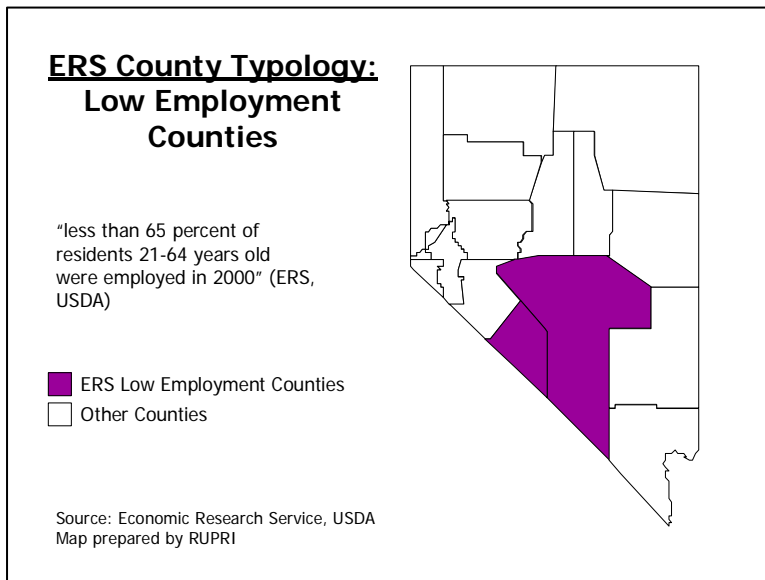 ERS County Typology:
Low Employment
Counties
“less than 65 percent of
residents 21-64 years old
were employed in 2000” (ERS,
USDA)
ERS Low Employment Counties
Other Counties
Source: Economic Research Service, USDA
Map prepared by RUPRI